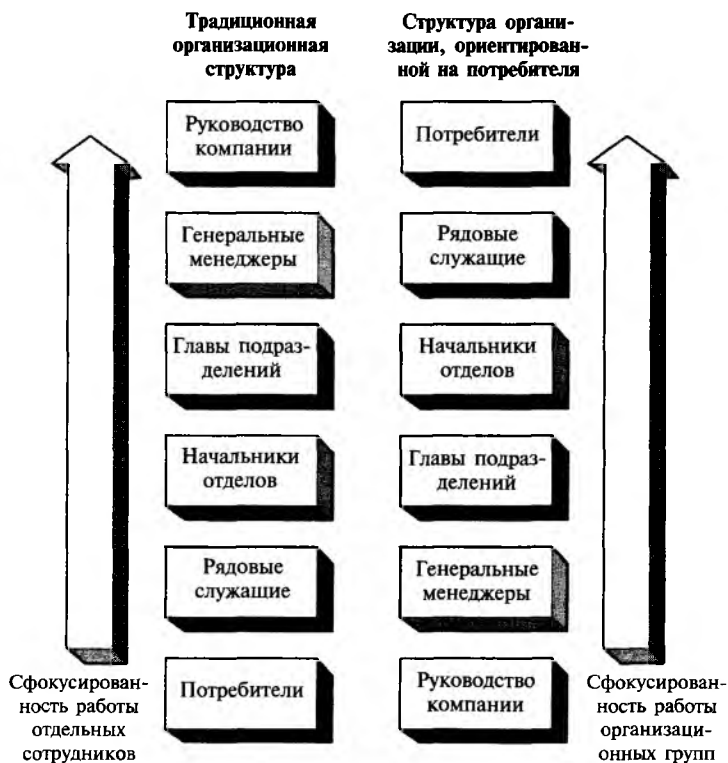 Традиционная
организационная
структура
Структура органи-
зации, ориентирован-
ной на потребителя
Руководство
компании
Потребители
Генеральные
менеджеры
Рядовые
служащие
Главы подраз-
делений
Начальники
отделов
Начальники
отделов
Главы подраз-
делений
Рядовые
служащие
Генеральные
менеджеры
Потребители
Руководство
компании
Сфокусирован-
ность работы
отдельных
сотрудников
Сфокусирован-
ность работы
организаци-
онных групп